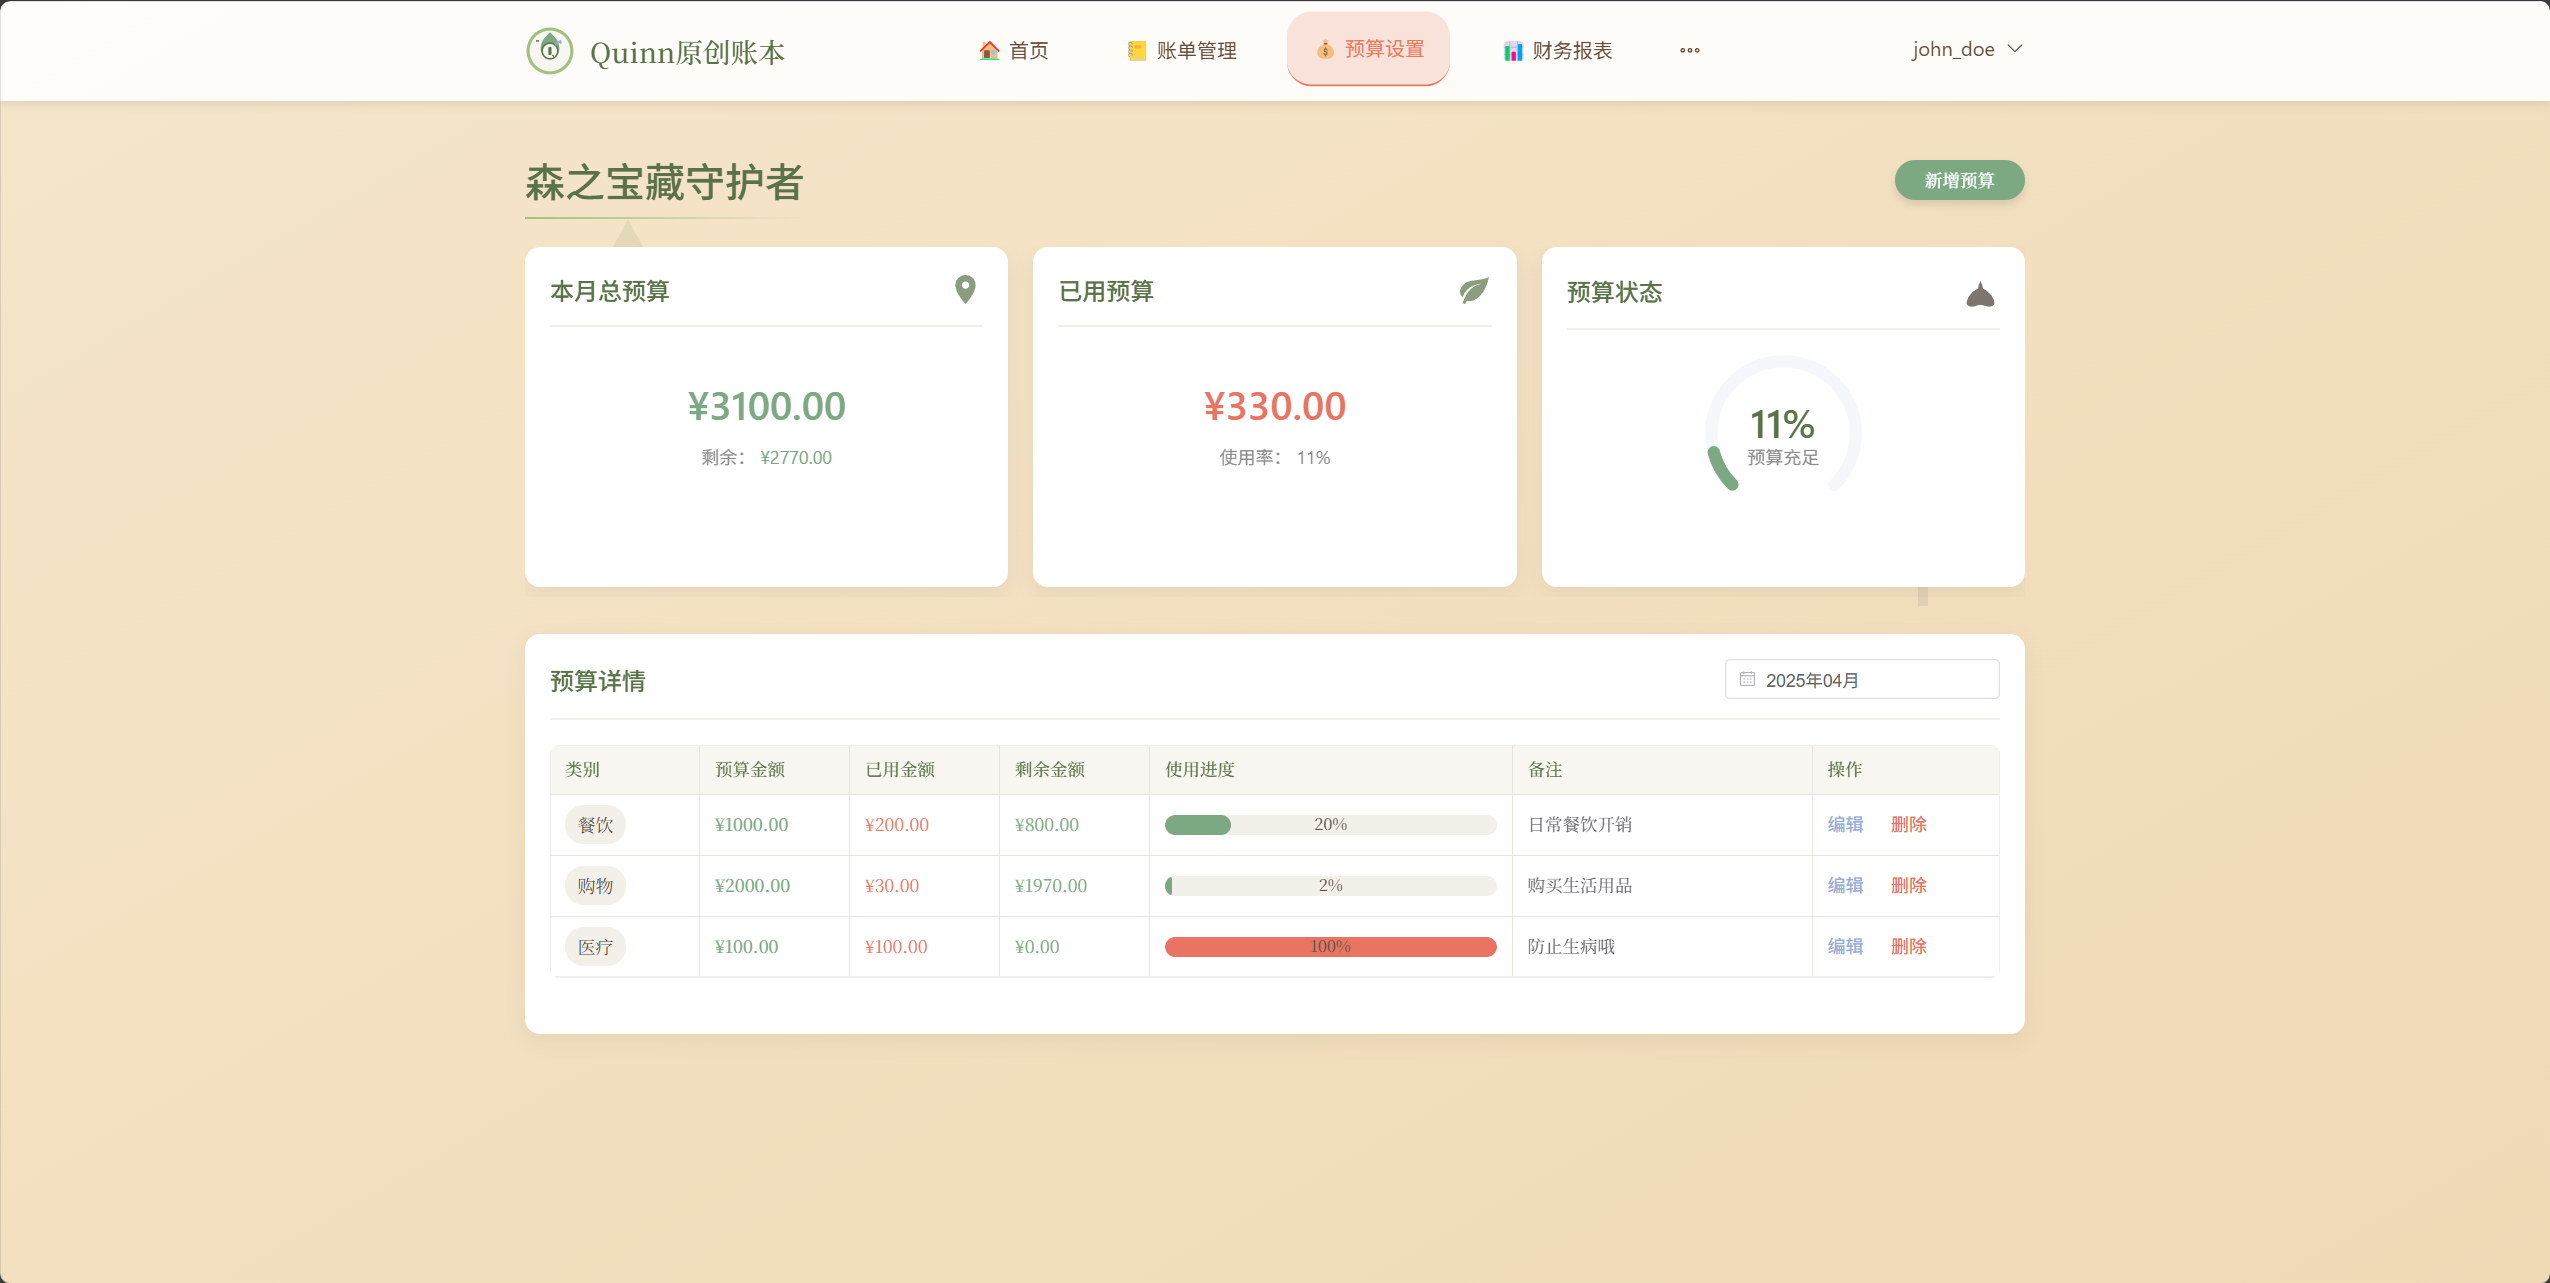 Quinn原创账本
首页
账单管理
预算设置
财务报表
john_doe
森之宝藏守护者
新增预算
本月总预算
¥3100.00
剩余： ¥2770.00
已用预算
¥330.00
使用率： 11%
预算状态
11%
预算充足
预算详情
2025年04月
类别 预算金额 已用金额 剩余金额 使用进度 备注 操作
餐饮 ¥1000.00 ¥200.00 ¥800.00 20% 日常餐饮开销 编辑 删除
购物 ¥2000.00 ¥30.00 ¥1970.00 2% 购买生活用品 编辑 删除
医疗 ¥100.00 ¥100.00 ¥0.00 100% 防止生病哦 编辑 删除